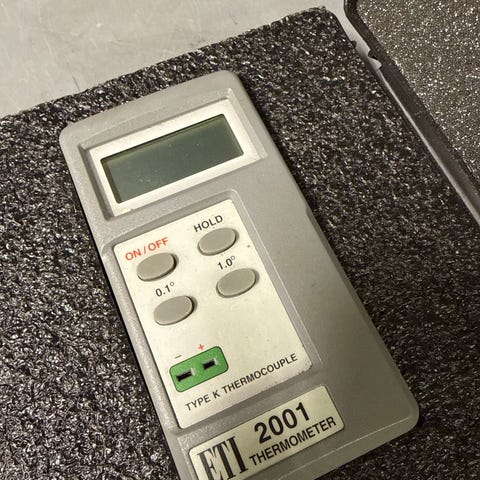 ON/OFF HOLD
0.1° 1.0°
− +
TYPE K THERMOCOUPLE
ETI 2001
THERMOMETER